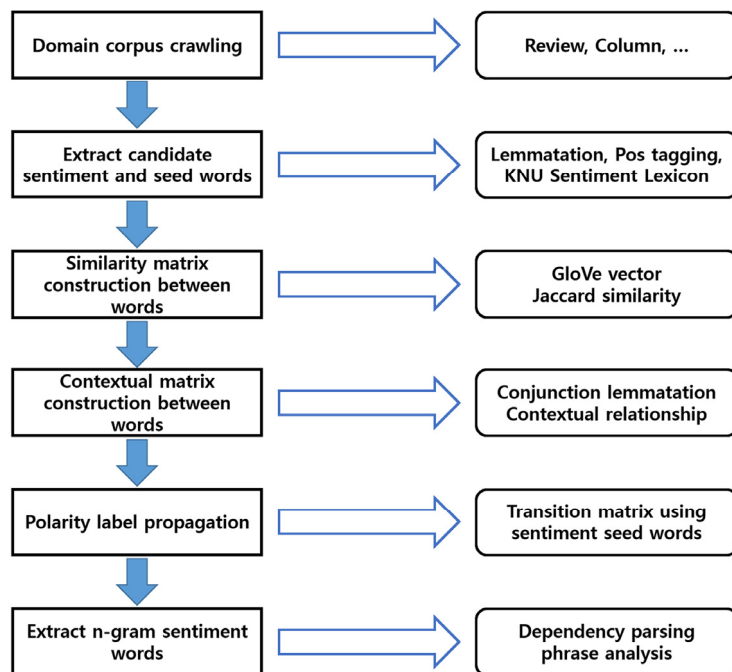 Domain corpus crawling
Review, Column, ...
Extract candidate
sentiment and seed words
Lemmatation, Pos tagging,
KNU Sentiment Lexicon
Similarity matrix
construction between
words
GloVe vector
Jaccard similarity
Contextual matrix
construction between
words
Conjunction lemmatation
Contextual relationship
Polarity label propagation
Transition matrix using
sentiment seed words
Extract n-gram sentiment
words
Dependency parsing
phrase analysis